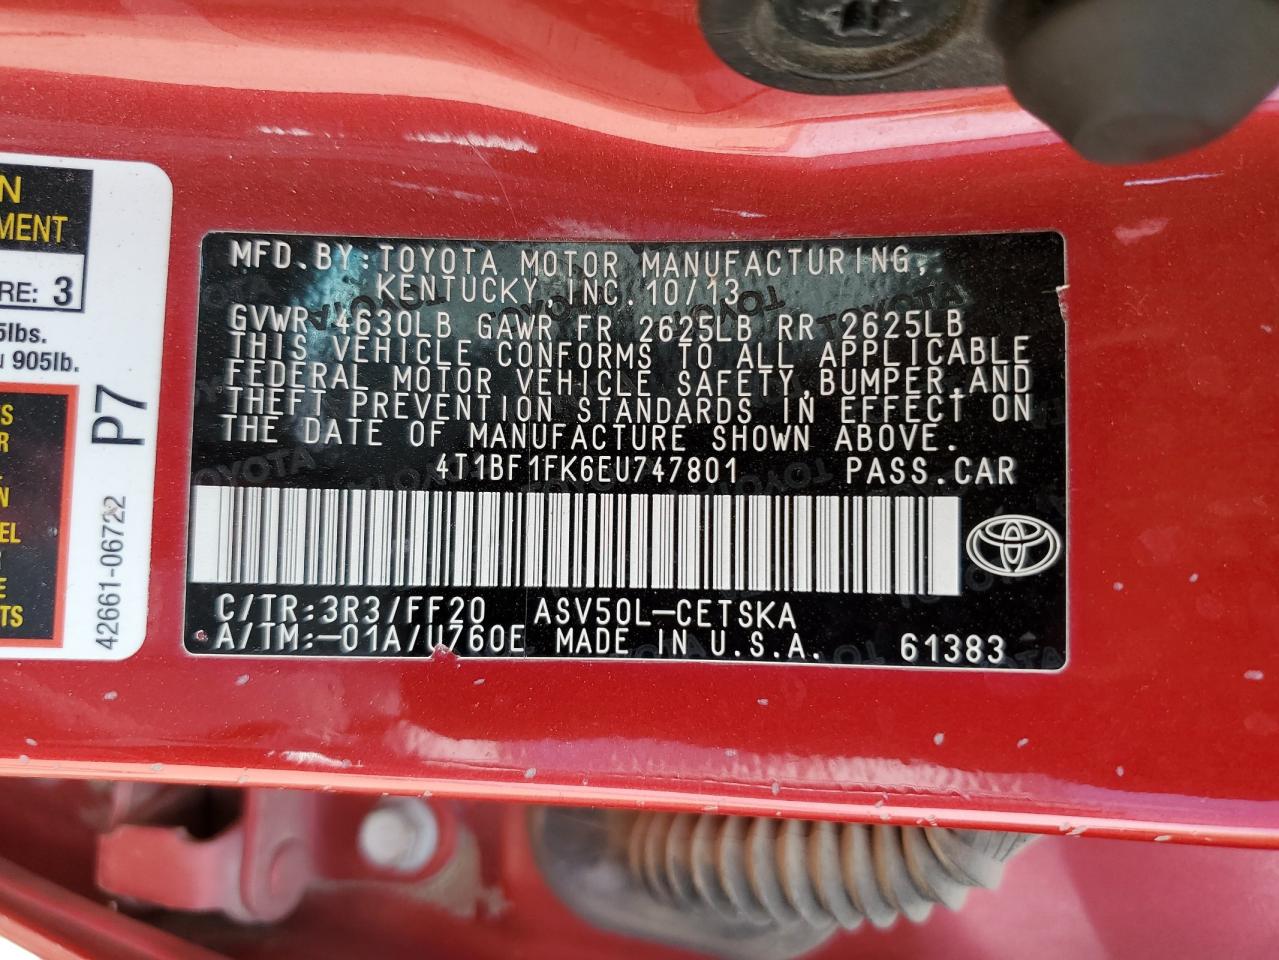 N
MENT
RE: 3
5lbs.
905lb.
P7
42661-06722
MFD.BY:TOYOTA MOTOR MANUFACTURING,
KENTUCKY,INC.10/13
GVWR 4630LB GAWR FR 2625LB RR 2625LB
THIS VEHICLE CONFORMS TO ALL APPLICABLE
FEDERAL MOTOR VEHICLE SAFETY,BUMPER,AND
THEFT PREVENTION STANDARDS IN EFFECT ON
THE DATE OF MANUFACTURE SHOWN ABOVE.
4T1BF1FK6EU747801 PASS.CAR
C/TR:3R3/FF20 ASV50L-CETSKA
A/TM:-01A/U760E MADE IN U.S.A. 61383